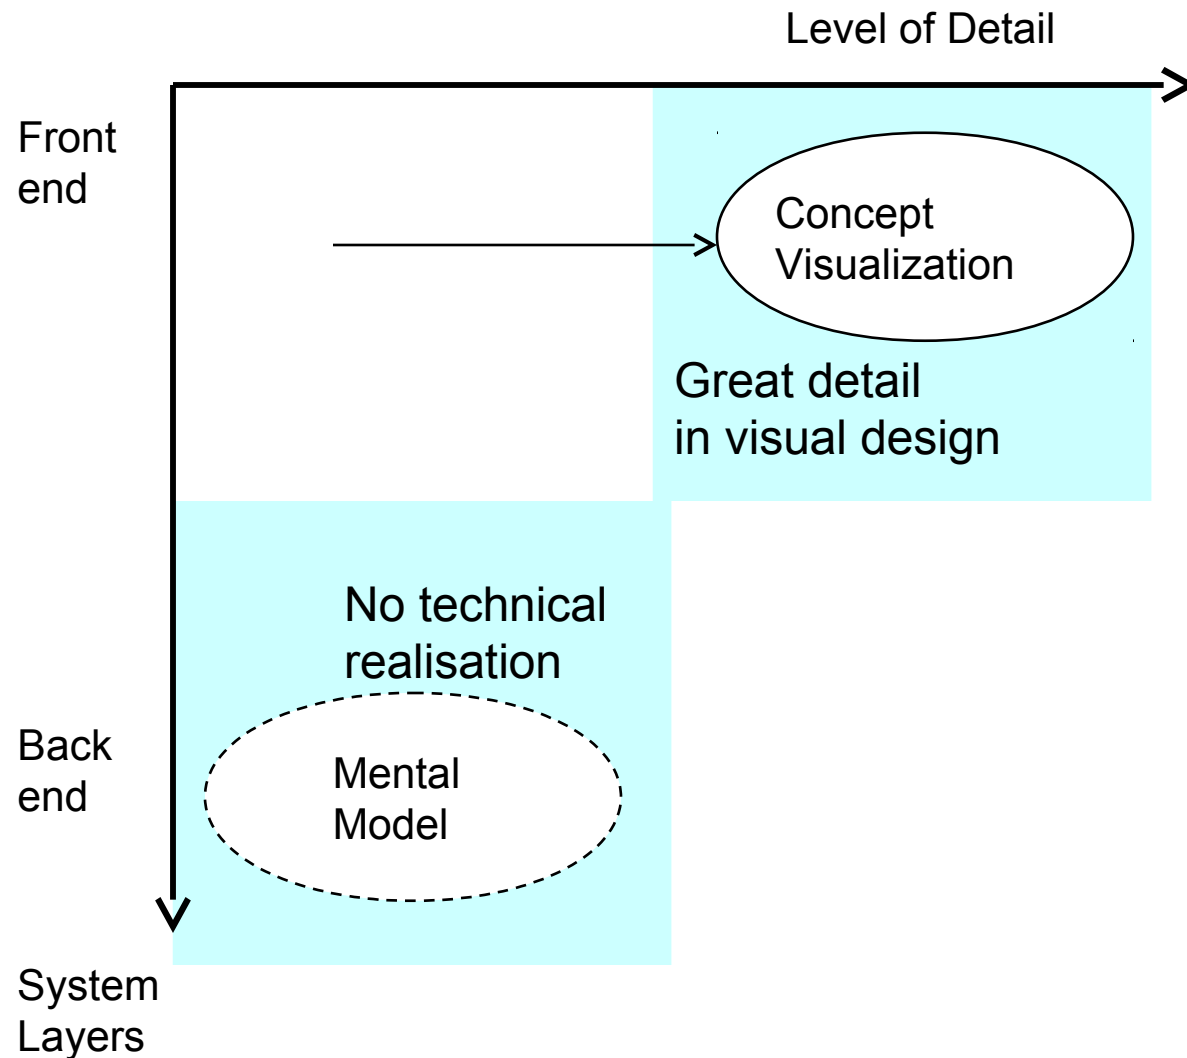 Level of Detail
Front
end
Concept
Visualization
Great detail
in visual design
No technical
realisation
Back
end
Mental
Model
System
Layers